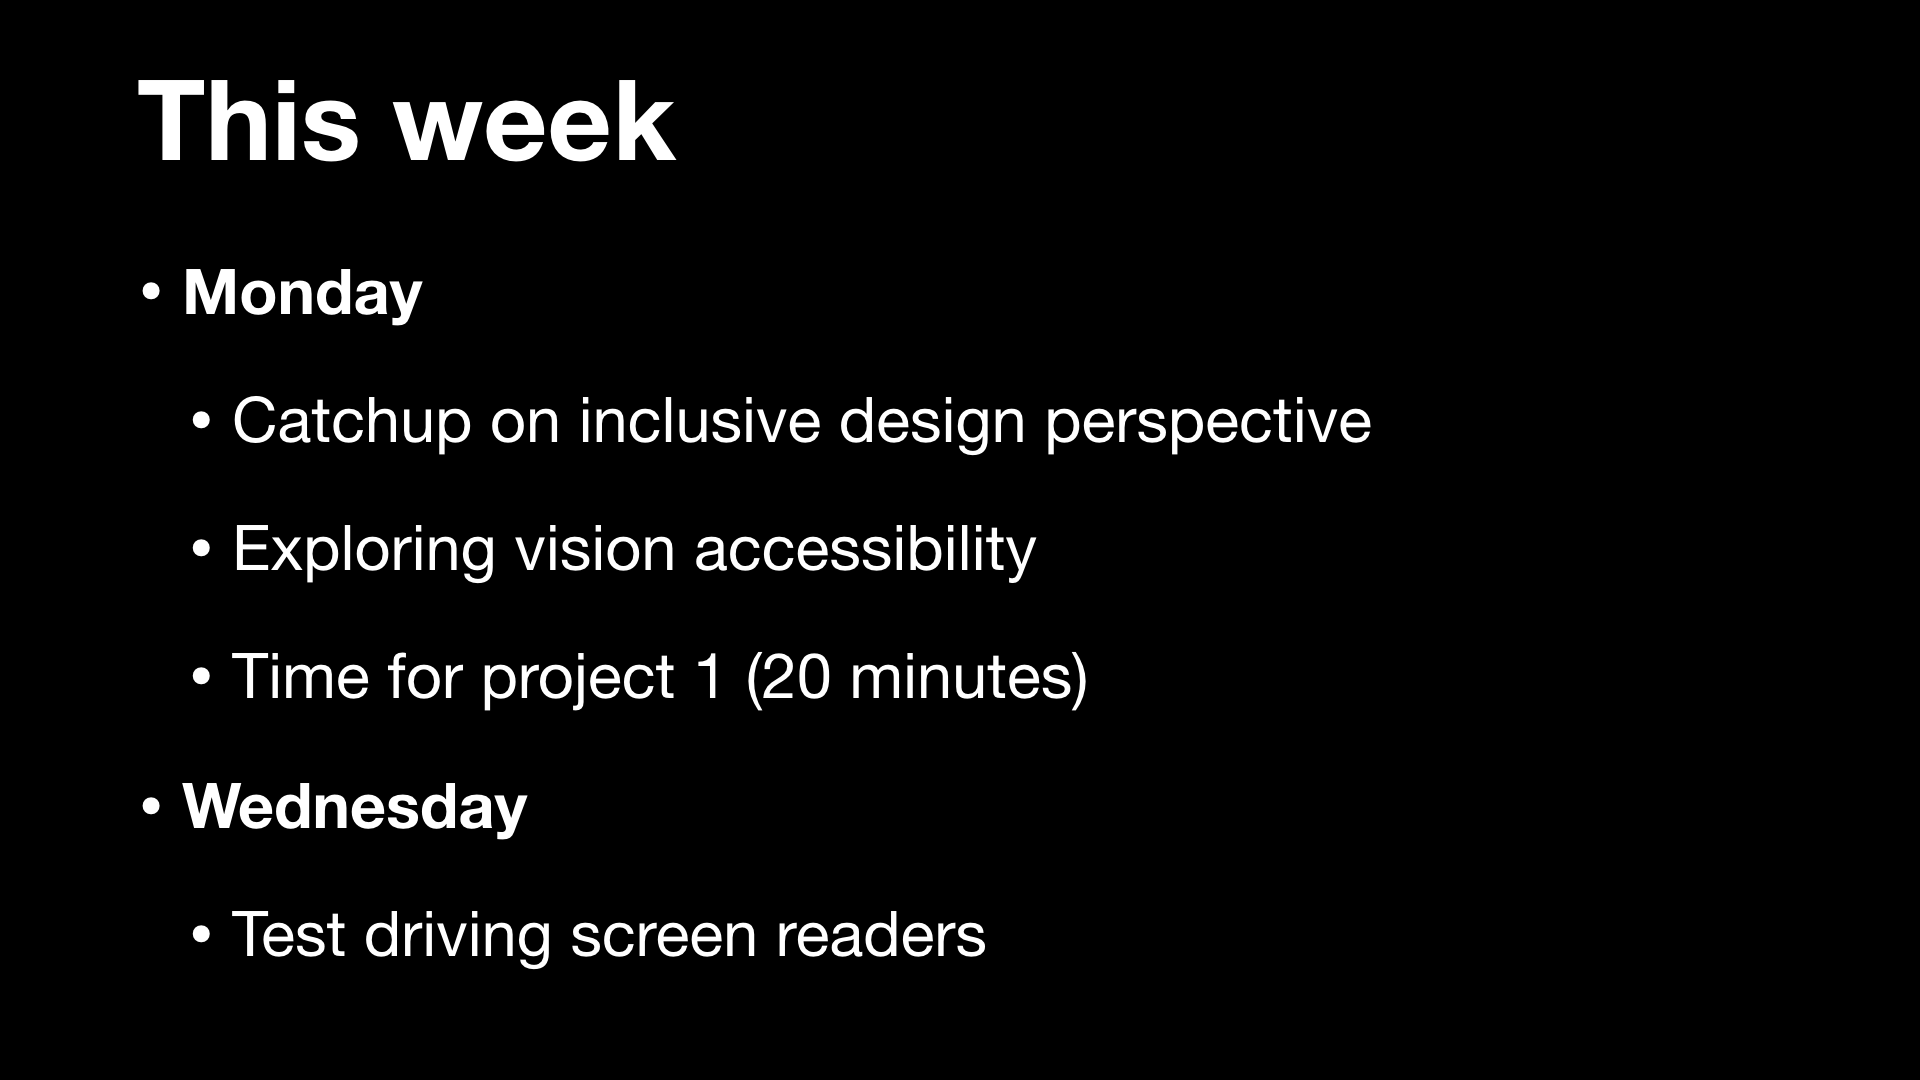 This week
• Monday
• Catchup on inclusive design perspective
• Exploring vision accessibility
• Time for project 1 (20 minutes)
• Wednesday
• Test driving screen readers